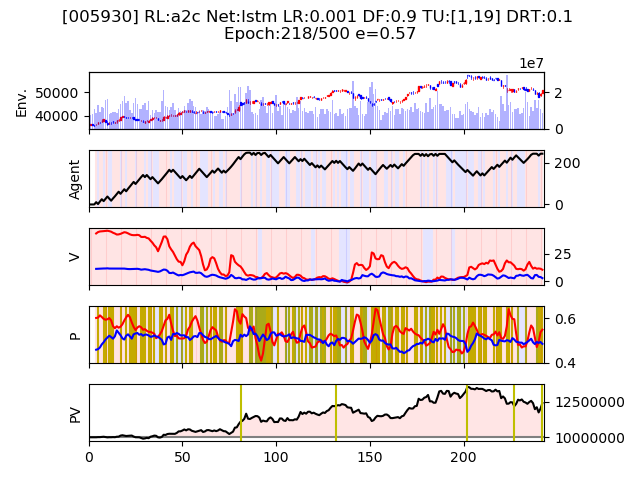 [005930] RL:a2c Net:lstm LR:0.001 DF:0.9 TU:[1,19] DRT:0.1
Epoch:218/500 e=0.57
1e7
Env.
50000
40000
2
0
Agent
200
0
V
25
0
P
0.6
0.4
PV
12500000
10000000
0 50 100 150 200